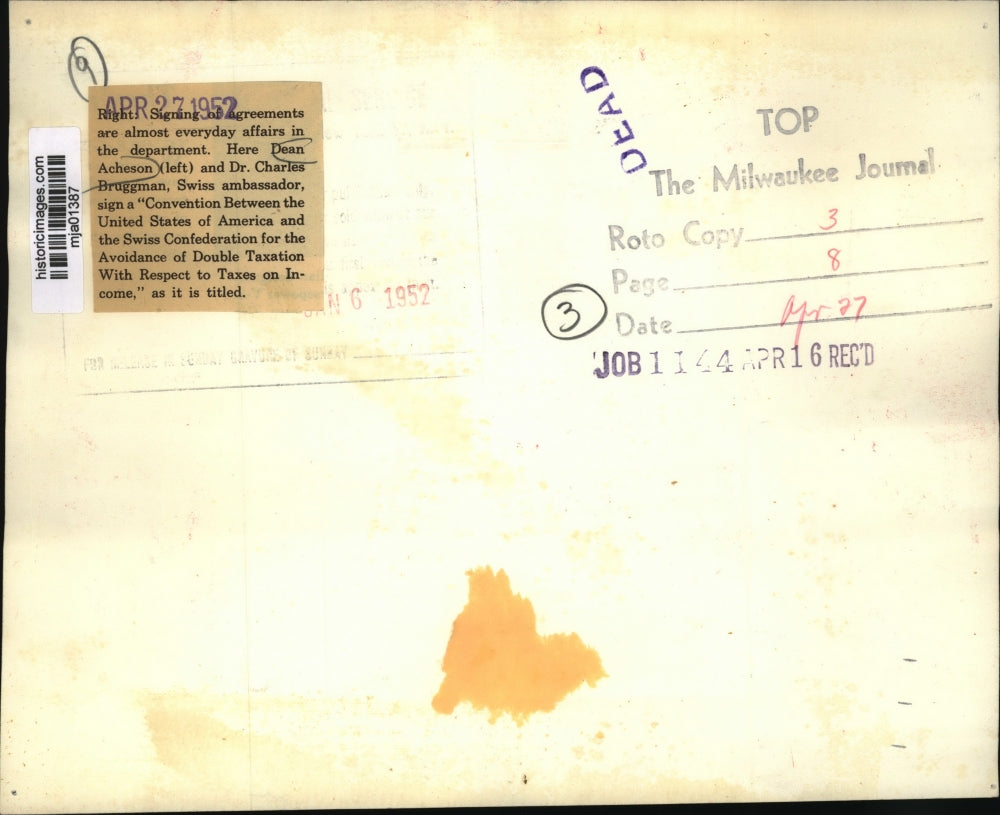 9
APR 27 1952
Right: Signing of agreements
are almost everyday affairs in
the department. Here Dean
Acheson (left) and Dr. Charles
Bruggman, Swiss ambassador,
sign a “Convention Between the
United States of America and
the Swiss Confederation for the
Avoidance of Double Taxation
With Respect to Taxes on In-
come,” as it is titled.
historicimages.com
mja01387
6 1952
DEAD
TOP
The Milwaukee Journal
Roto Copy 3
Page 8
3
Date Apr 27
JOB 1144 APR 16 REC'D